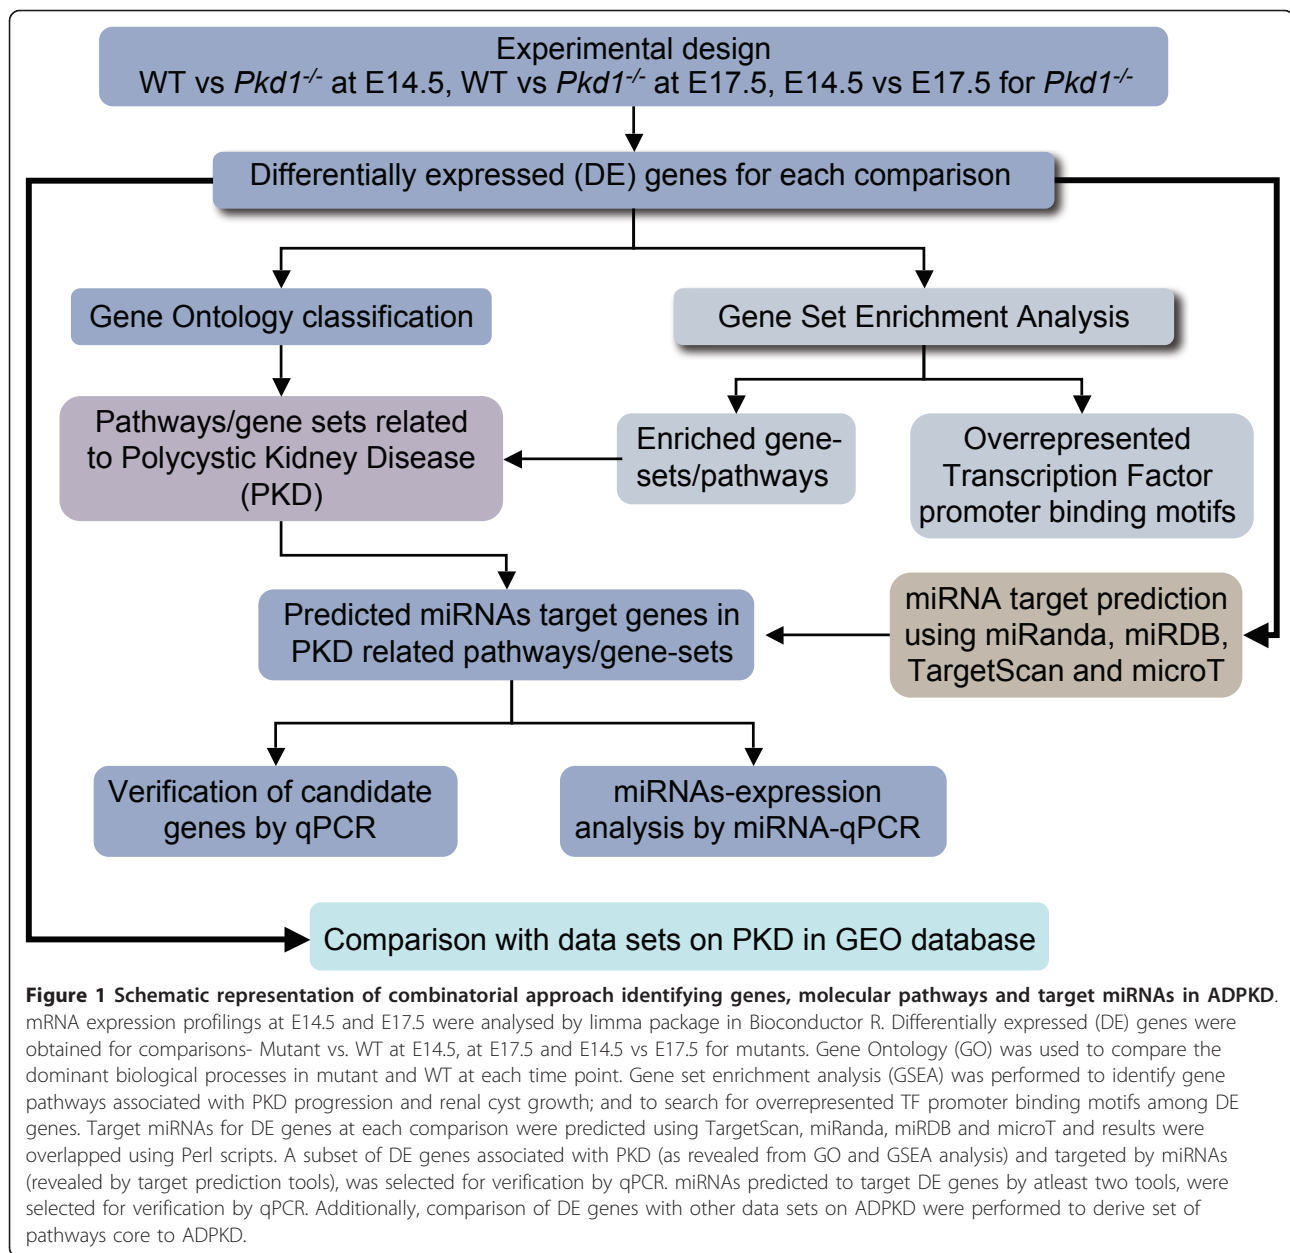 Experimental design
WT vs Pkd1-/- at E14.5, WT vs Pkd1-/- at E17.5, E14.5 vs E17.5 for Pkd1-/-
Differentially expressed (DE) genes for each comparison
Gene Ontology classification
Gene Set Enrichment Analysis
Pathways/gene sets related
to Polycystic Kidney Disease
(PKD)
Enriched gene-
sets/pathways
Overrepresented
Transcription Factor
promoter binding motifs
Predicted miRNAs target genes in
PKD related pathways/gene-sets
miRNA target prediction
using miRanda, miRDB,
TargetScan and microT
Verification of candidate
genes by qPCR
miRNAs-expression
analysis by miRNA-qPCR
Comparison with data sets on PKD in GEO database
Figure 1 Schematic representation of combinatorial approach identifying genes, molecular pathways and target miRNAs in ADPKD.
mRNA expression profilings at E14.5 and E17.5 were analysed by limma package in Bioconductor R. Differentially expressed (DE) genes were
obtained for comparisons- Mutant vs. WT at E14.5, at E17.5 and E14.5 vs E17.5 for mutants. Gene Ontology (GO) was used to compare the
dominant biological processes in mutant and WT at each time point. Gene set enrichment analysis (GSEA) was performed to identify gene
pathways associated with PKD progression and renal cyst growth; and to search for overrepresented TF promoter binding motifs among DE
genes. Target miRNAs for DE genes at each comparison were predicted using TargetScan, miRanda, miRDB and microT and results were
overlapped using Perl scripts. A subset of DE genes associated with PKD (as revealed from GO and GSEA analysis) and targeted by miRNAs
(revealed by target prediction tools), was selected for verification by qPCR. miRNAs predicted to target DE genes by atleast two tools, were
selected for verification by qPCR. Additionally, comparison of DE genes with other data sets on ADPKD were performed to derive set of
pathways core to ADPKD.